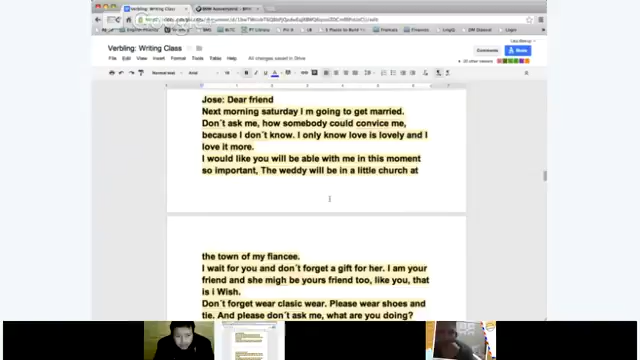 Verbling: Writing Class
File Edit View Insert Format Tools Table Help All changes saved in Drive
Comments
Share
Normal text
Arial
Jose: Dear friend
Next morning saturday I m going to get married.
Don´t ask me, how somebody could convice me,
because I don´t know. I only know love is lovely and I
love it more.
I would like you will be able with me in this moment
so important, The weddy will be in a little church at
the town of my fiancee.
I wait for you and don´t forget a gift for her. I am your
friend and she migh be yours friend too, like you, that
is i Wish.
Don´t forget wear clasic wear. Please wear shoes and
tie. And please don´t ask me, what are you doing?